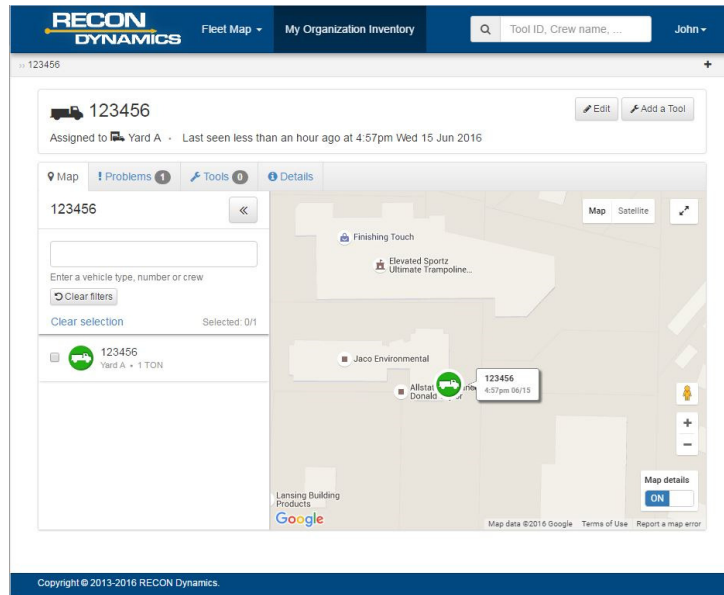 RECON
DYNAMICS
Fleet Map
My Organization Inventory
Tool ID, Crew name, ...
John
›› 123456
+
123456
Edit
Add a Tool
Assigned to Yard A • Last seen less than an hour ago at 4:57pm Wed 15 Jun 2016
Map
! Problems 1
Tools 0
Details
123456
«
Enter a vehicle type, number or crew
Clear filters
Clear selection
Selected: 0/1
123456
Yard A • 1 TON
Map
Satellite
Finishing Touch
Elevated Sportz
Ultimate Trampoline...
Jaco Environmental
Allstat
Donald
123456
4:57pm 06/15
+
−
Lansing Building
Products
Google
Map details
ON
Map data ©2016 Google
Terms of Use
Report a map error
Copyright © 2013-2016 RECON Dynamics.